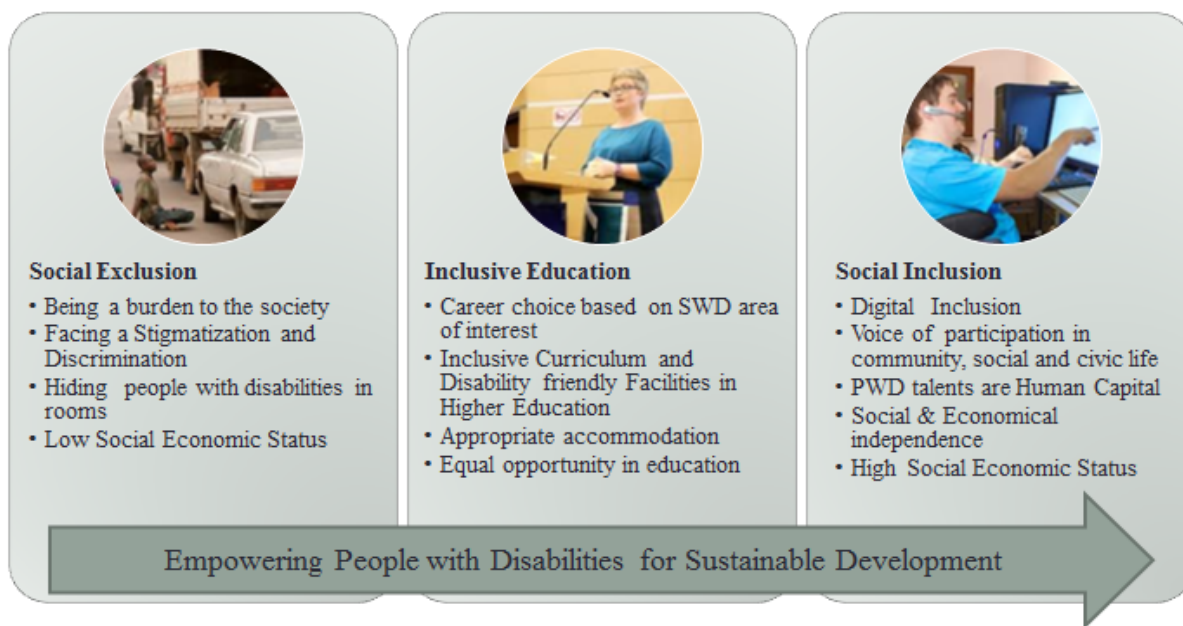 Social Exclusion
• Being a burden to the society
• Facing a Stigmatization and
Discrimination
• Hiding people with disabilities in
rooms
• Low Social Economic Status
Inclusive Education
• Career choice based on SWD area
of interest
• Inclusive Curriculum and
Disability friendly Facilities in
Higher Education
• Appropriate accommodation
• Equal opportunity in education
Social Inclusion
• Digital Inclusion
• Voice of participation in
community, social and civic life
• PWD talents are Human Capital
• Social & Economical
independence
• High Social Economic Status
Empowering People with Disabilities for Sustainable Development